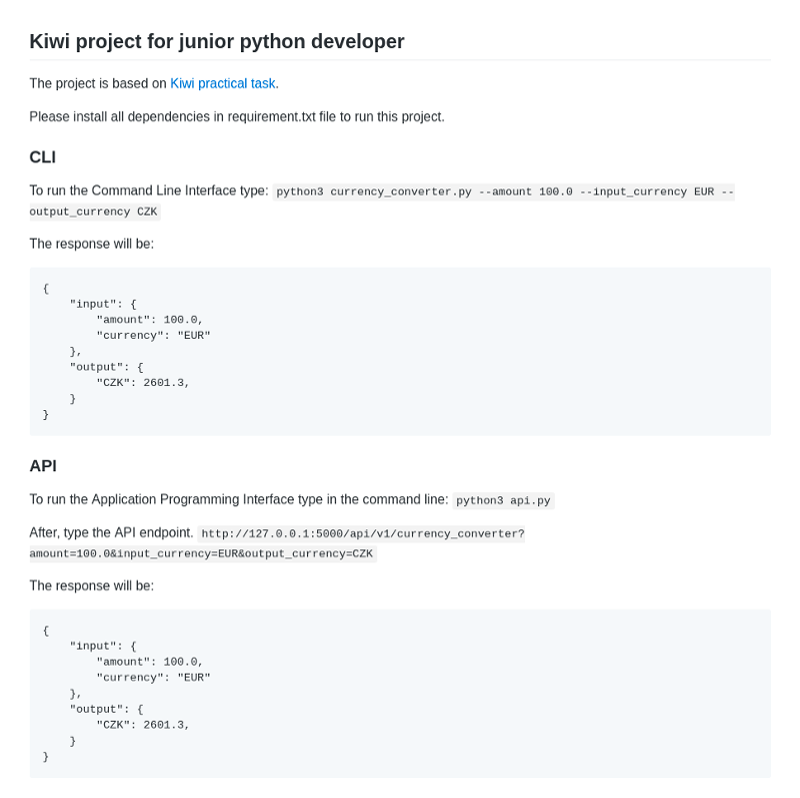 Kiwi project for junior python developer
The project is based on Kiwi practical task.
Please install all dependencies in requirement.txt file to run this project.
CLI
To run the Command Line Interface type: python3 currency_converter.py --amount 100.0 --input_currency EUR --
output_currency CZK
The response will be:
{
    "input": {
        "amount": 100.0,
        "currency": "EUR"
    },
    "output": {
        "CZK": 2601.3,
    }
}
API
To run the Application Programming Interface type in the command line: python3 api.py
After, type the API endpoint. http://127.0.0.1:5000/api/v1/currency_converter?
amount=100.0&input_currency=EUR&output_currency=CZK
The response will be:
{
    "input": {
        "amount": 100.0,
        "currency": "EUR"
    },
    "output": {
        "CZK": 2601.3,
    }
}